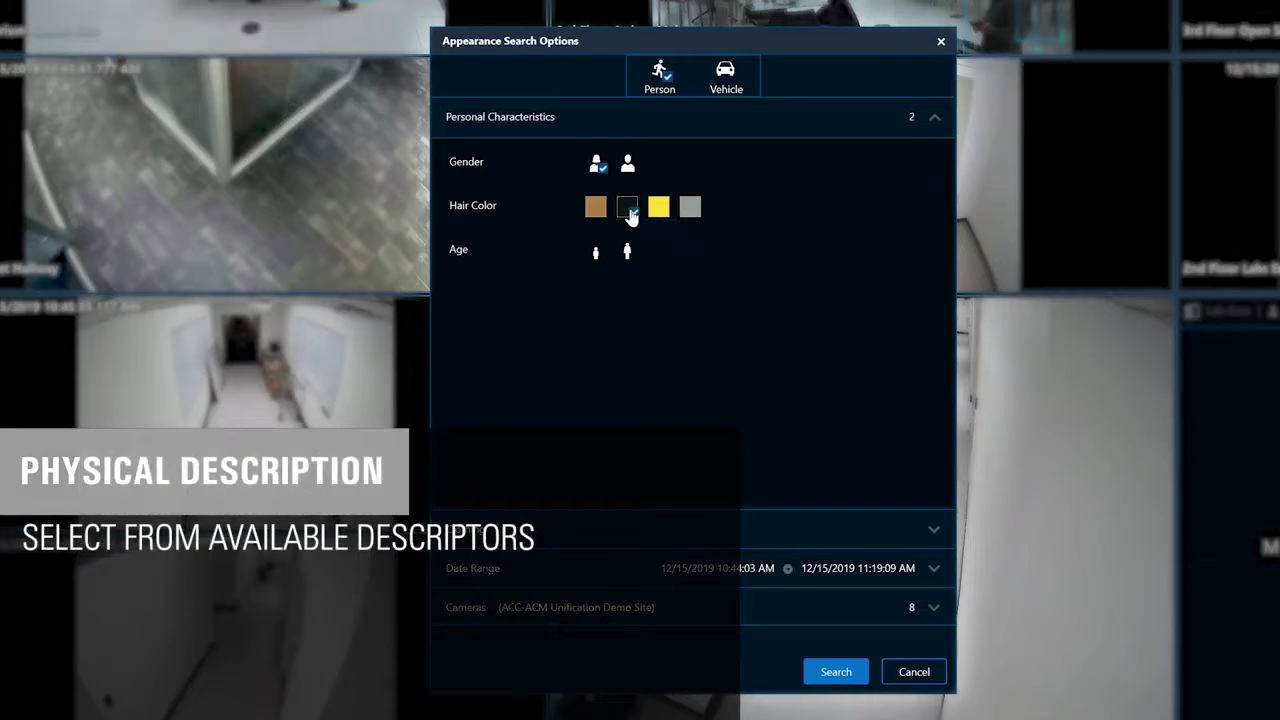 Appearance Search Options
Person Vehicle
Personal Characteristics 2
Gender
Hair Color
Age
PHYSICAL DESCRIPTION
SELECT FROM AVAILABLE DESCRIPTORS
Date Range 12/15/2019 10:44:03 AM 12/15/2019 11:19:09 AM
Cameras (ACC-ACM Unification Demo Site) 8
Search Cancel